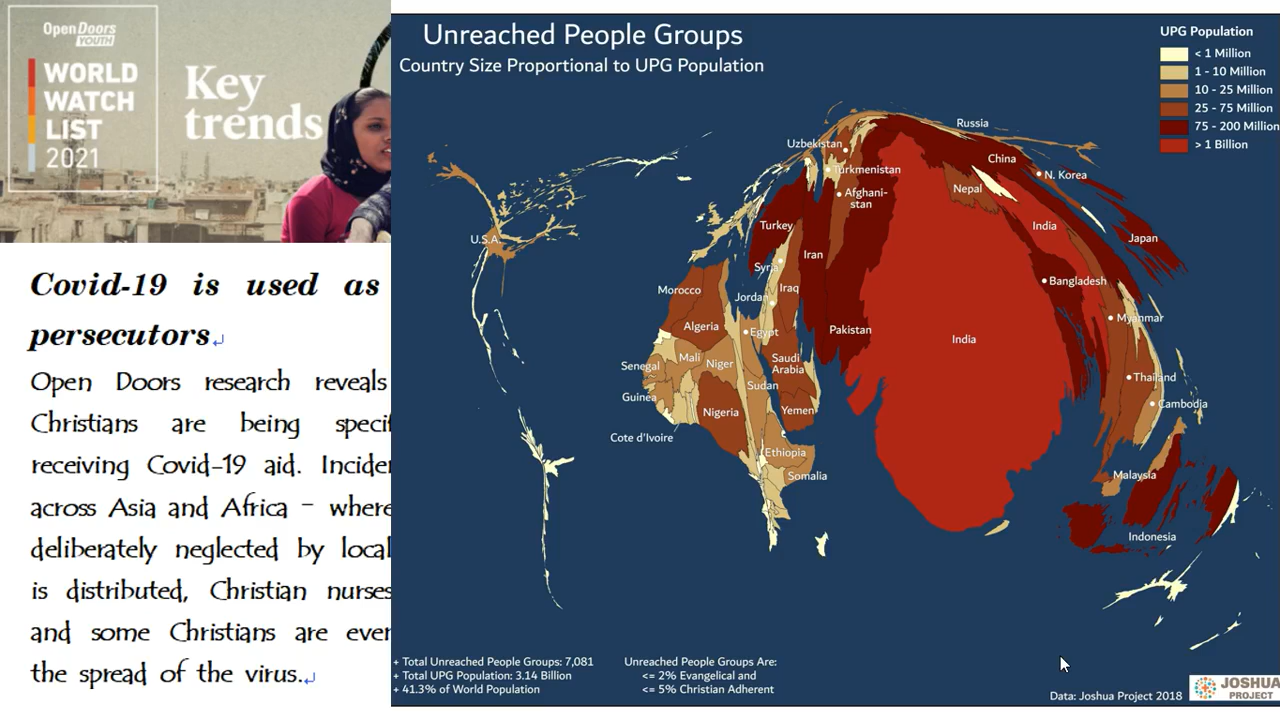 Open Doors
YOUTH
WORLD
WATCH
LIST
2021
Key
trends
Covid-19 is used as
persecutors
Open Doors research reveals
Christians are being
receiving Covid-19 aid.
across Asia and Africa – where
deliberately neglected by local
is distributed, Christian nurses
and some Christians are
the spread of the virus.
Unreached People Groups
Country Size Proportional to UPG Population
UPG Population
< 1 Million
1 - 10 Million
10 - 25 Million
25 - 75 Million
75 - 200 Million
> 1 Billion
Russia
Uzbekistan
China
Turkmenistan
N. Korea
Nepal
Afghani-
stan
U.S.A.
Turkey
India
Japan
Iran
Syria
Bangladesh
Morocco
Iraq
Jordan
Myanmar
Algeria
Egypt
Pakistan
India
Mali
Niger
Saudi
Arabia
Senegal
Thailand
Sudan
Guinea
Nigeria
Yemen
Cambodia
Cote d'Ivoire
Ethiopia
Somalia
Malaysia
Indonesia
+ Total Unreached People Groups: 7,081
+ Total UPG Population: 3.14 Billion
+ 41.3% of World Population
Unreached People Groups Are:
<= 2% Evangelical and
<= 5% Christian Adherent
Data: Joshua Project 2018
JOSHUA
PROJECT